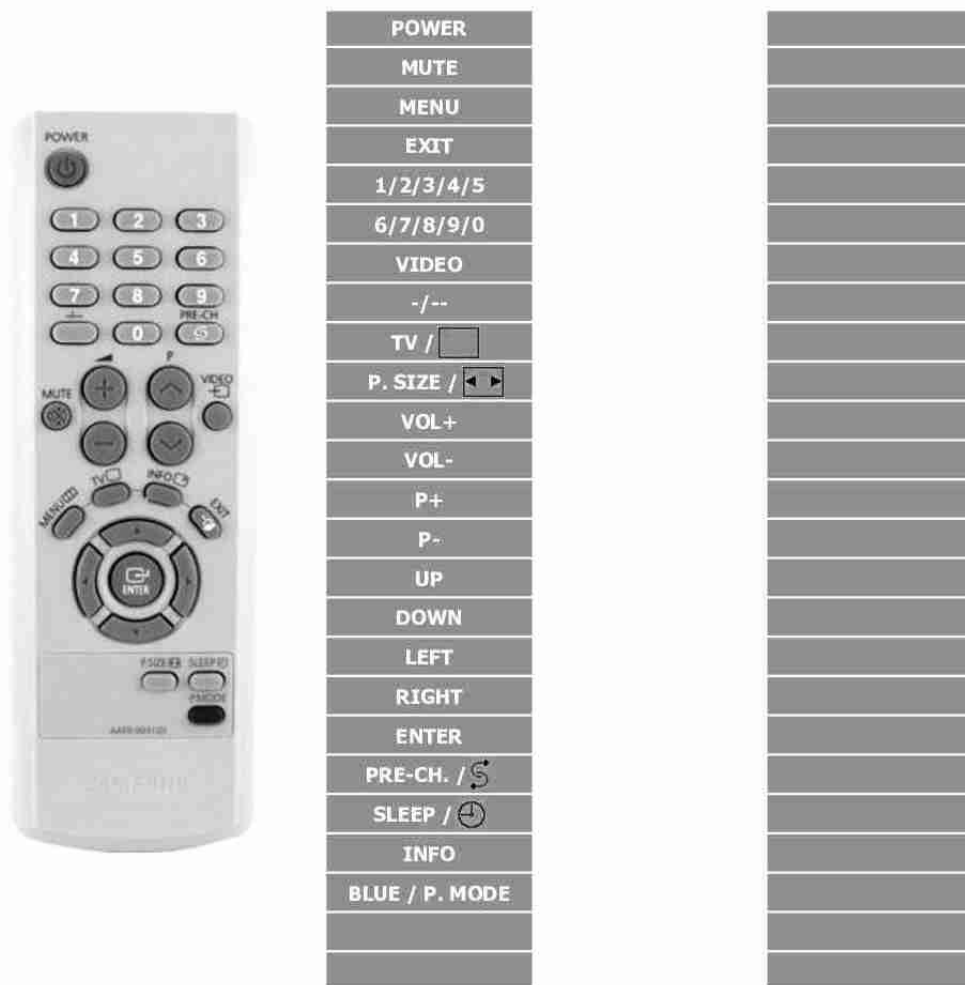 POWER
1 2 3
4 5 6
7 8 9
-/-- PRE-CH
0
P
MUTE VIDEO
TV INFO
MENU EXIT
ENTER
P.SIZE SLEEP
P.MODE
POWER
MUTE
MENU
EXIT
1/2/3/4/5
6/7/8/9/0
VIDEO
-/--
TV /
P. SIZE /
VOL+
VOL-
P+
P-
UP
DOWN
LEFT
RIGHT
ENTER
PRE-CH. /
SLEEP /
INFO
BLUE / P. MODE